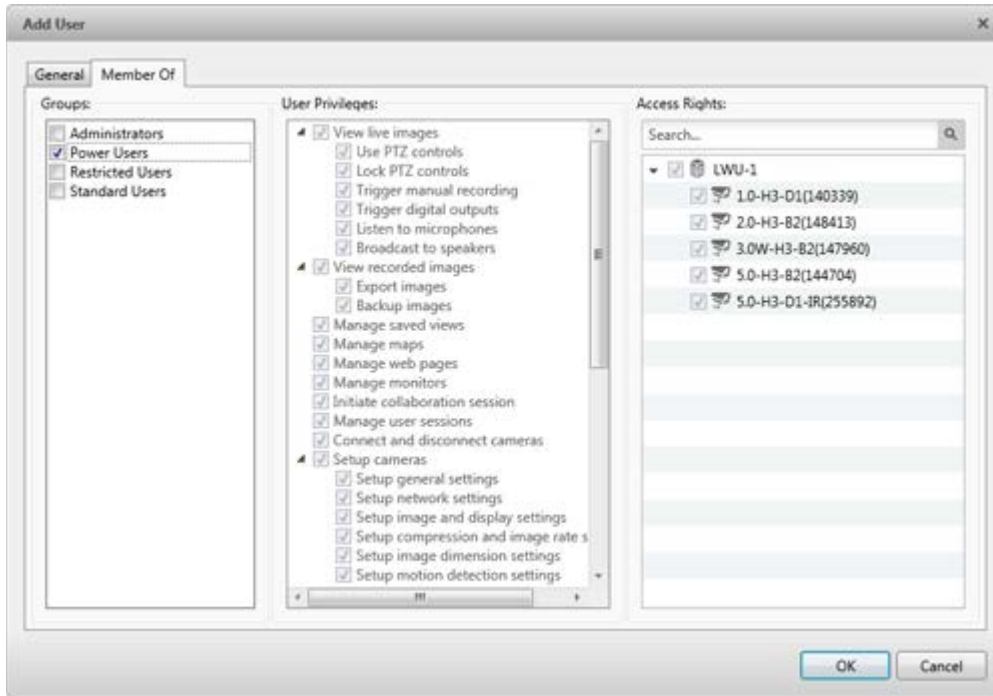 Add User
General
Member Of
Groups:
Administrators
Power Users
Restricted Users
Standard Users
User Privileges:
View live images
Use PTZ controls
Lock PTZ controls
Trigger manual recording
Trigger digital outputs
Listen to microphones
Broadcast to speakers
View recorded images
Export images
Backup images
Manage saved views
Manage maps
Manage web pages
Manage monitors
Initiate collaboration session
Manage user sessions
Connect and disconnect cameras
Setup cameras
Setup general settings
Setup network settings
Setup image and display settings
Setup compression and image rate s
Setup image dimension settings
Setup motion detection settings
Access Rights:
Search...
LWU-1
1.0-H3-D1(140339)
2.0-H3-B2(148413)
3.0W-H3-B2(147960)
5.0-H3-B2(144704)
5.0-H3-D1-IR(255892)
OK
Cancel